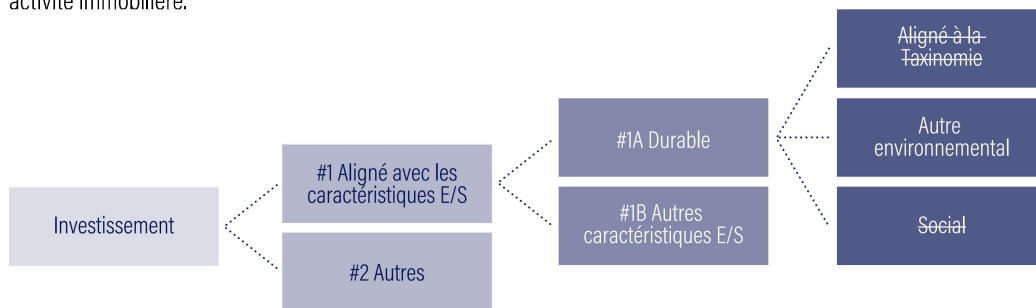 activité immobilière.
Aligné à la
Taxinomie
#1A Durable
Autre
environnemental
#1 Aligné avec les
caractéristiques E/S
Investissement
#1B Autres
caractéristiques E/S
Social
#2 Autres